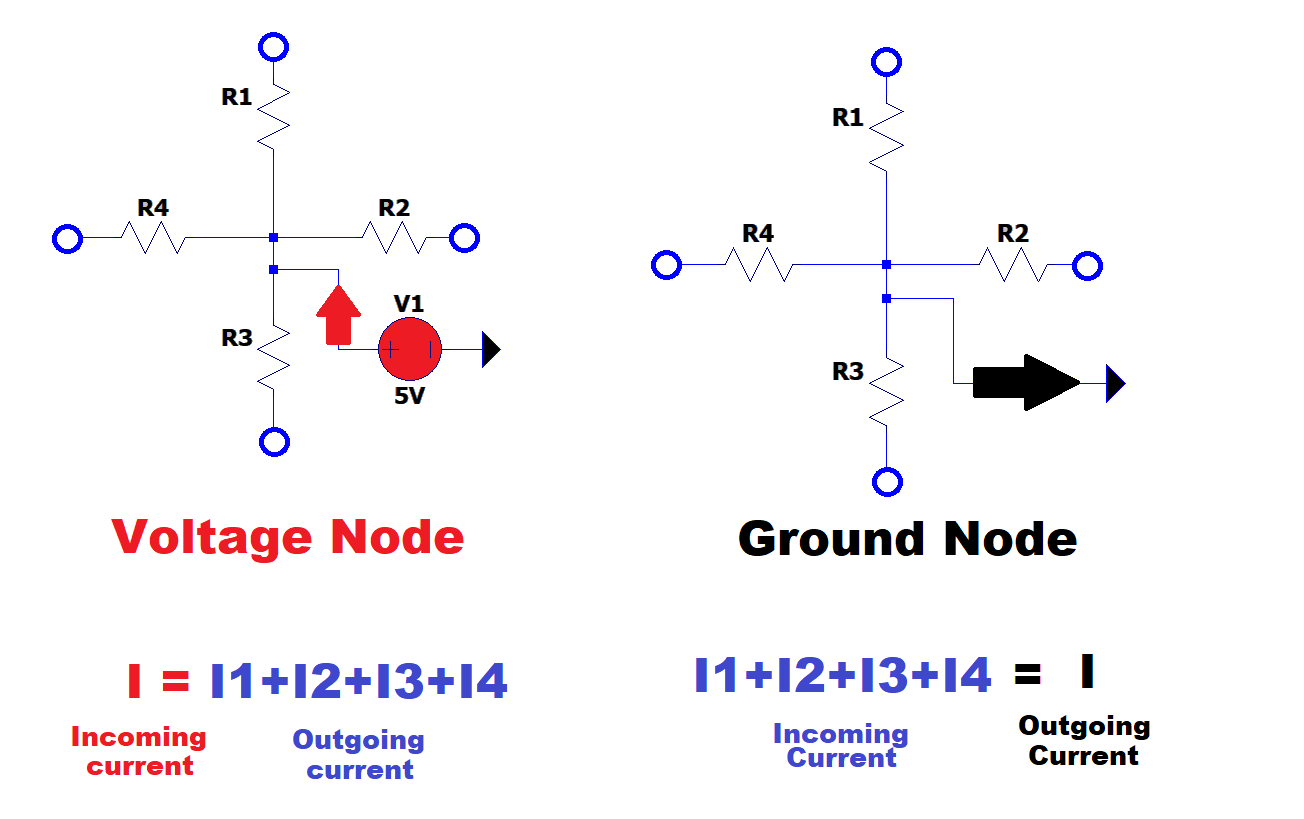 R1
R4
R2
R3
V1
5V
R1
R4
R2
R3
Voltage Node
Ground Node
I = I1+I2+I3+I4
Incoming
current
Outgoing
current
I1+I2+I3+I4 = I
Incoming
Current
Outgoing
Current